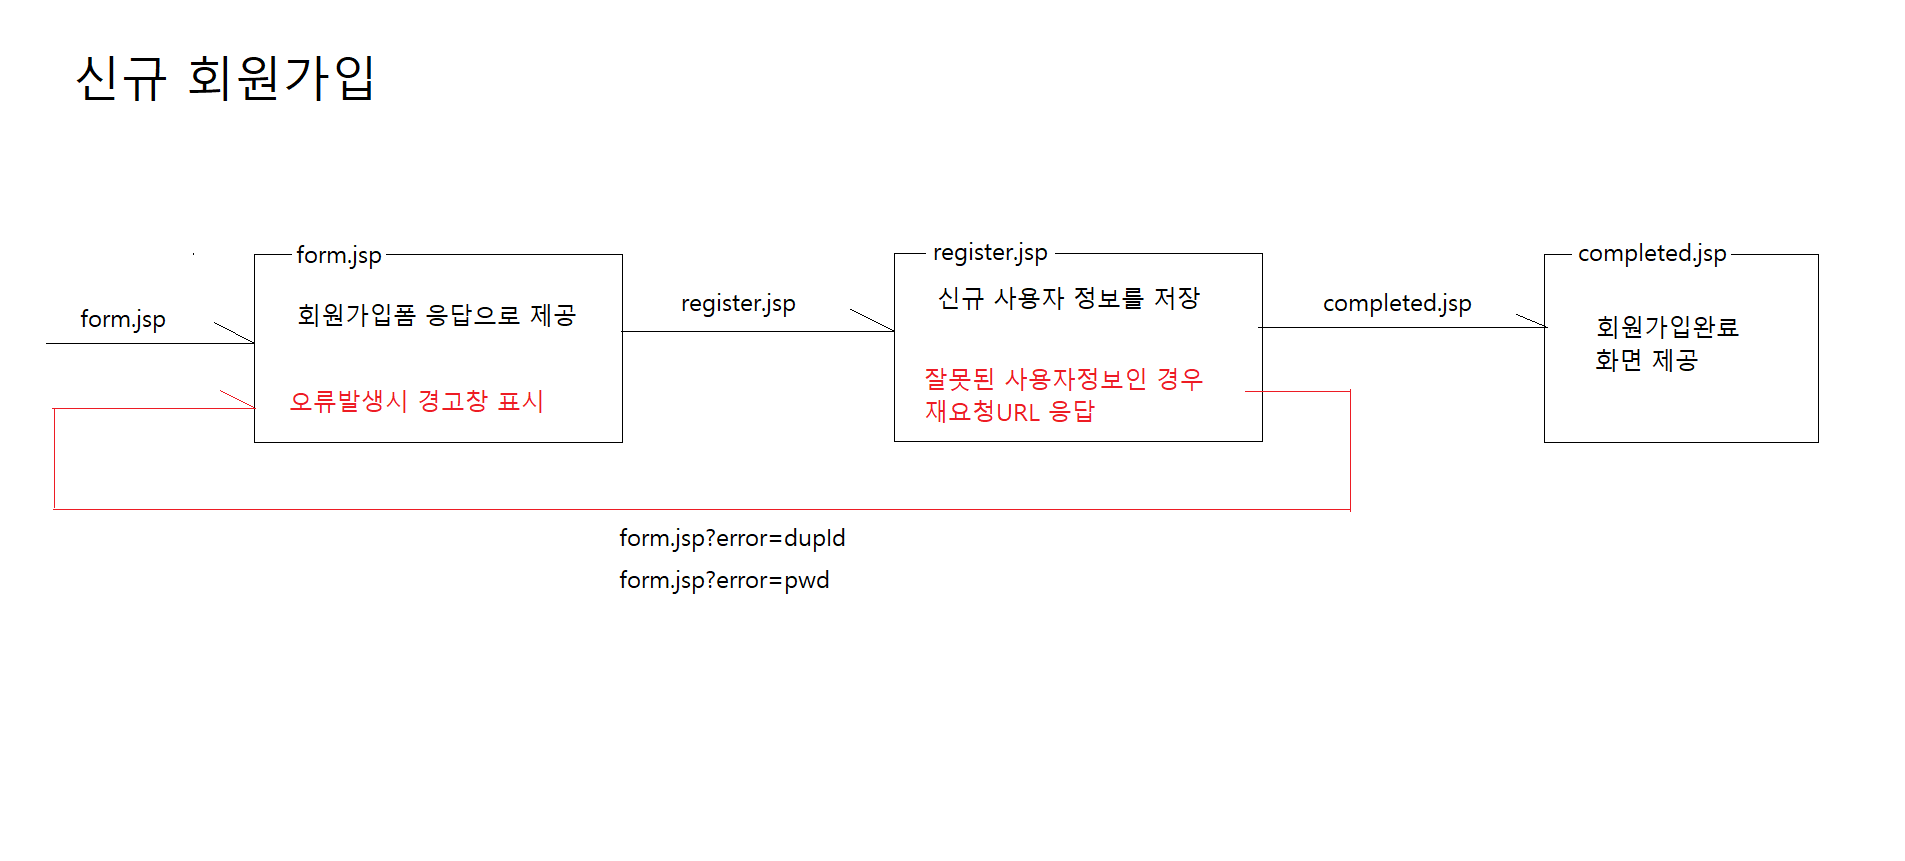 신규 회원가입
form.jsp
form.jsp
회원가입폼 응답으로 제공
오류발생시 경고창 표시
register.jsp
register.jsp
신규 사용자 정보를 저장
잘못된 사용자정보인 경우
재요청URL 응답
completed.jsp
completed.jsp
회원가입완료
화면 제공
form.jsp?error=dupId
form.jsp?error=pwd